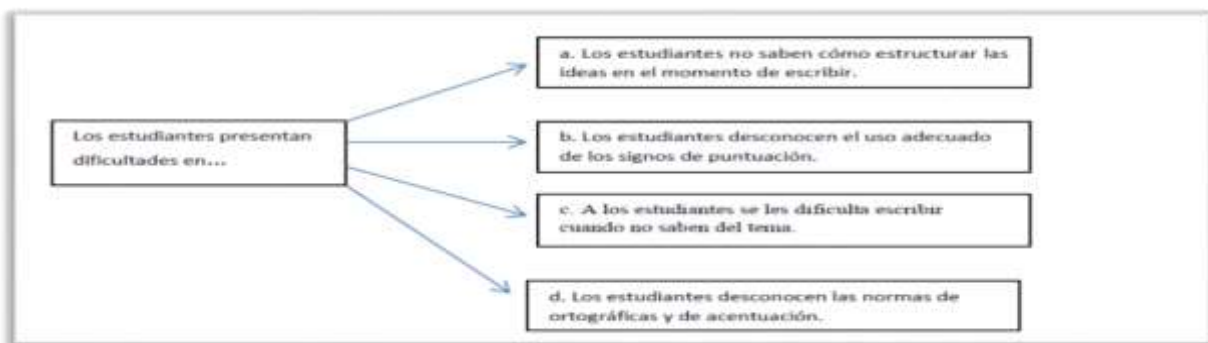 Los estudiantes presentan
dificultades en...
a. Los estudiantes no saben cómo estructurar las
ideas en el momento de escribir.
b. Los estudiantes desconocen el uso adecuado
de los signos de puntuación.
c. A los estudiantes se les dificulta escribir
cuando no saben del tema.
d. Los estudiantes desconocen las normas de
ortográficas y de acentuación.